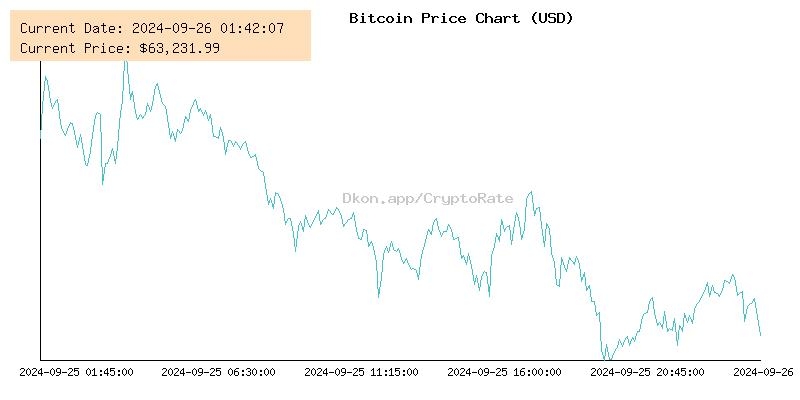 Bitcoin Price Chart (USD)
Current Date: 2024-09-26 01:42:07
Current Price: $63,231.99
Dkon.app/CryptoRate
2024-09-25 01:45:00 2024-09-25 06:30:00 2024-09-25 11:15:00 2024-09-25 16:00:00 2024-09-25 20:45:00 2024-09-26